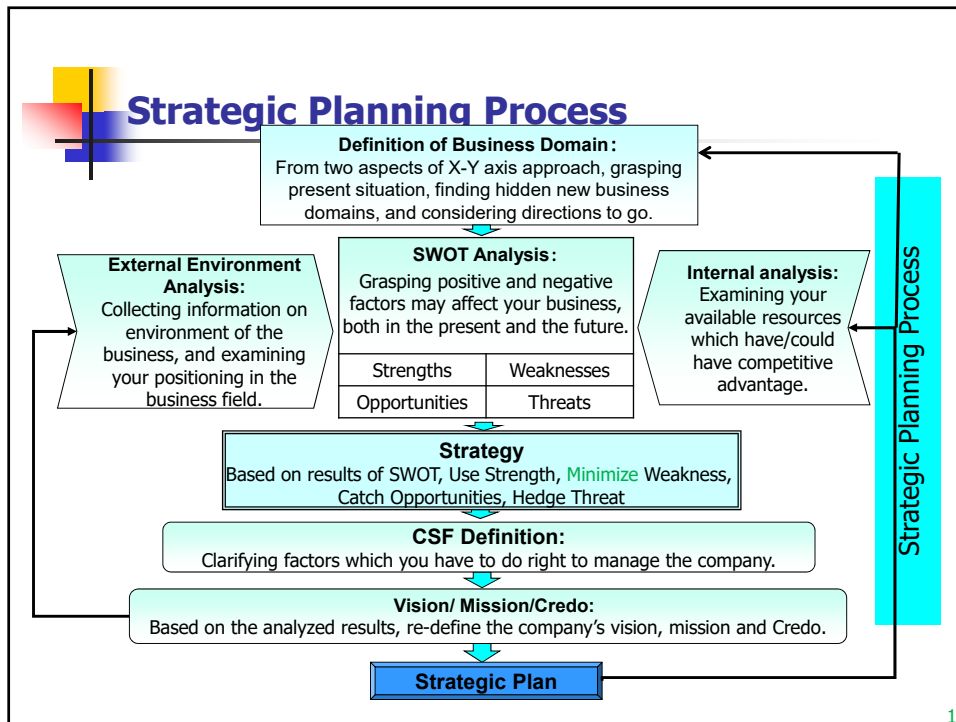 Strategic Planning Process
Definition of Business Domain:
From two aspects of X-Y axis approach, grasping
present situation, finding hidden new business
domains, and considering directions to go.
External Environment
Analysis:
Collecting information on
environment of the
business, and examining
your positioning in the
business field.
SWOT Analysis:
Grasping positive and negative
factors may affect your business,
both in the present and the future.
Strengths
Weaknesses
Opportunities
Threats
Internal analysis:
Examining your
available resources
which have/could
have competitive
advantage.
Strategic Planning Process
Strategy
Based on results of SWOT, Use Strength, Minimize Weakness,
Catch Opportunities, Hedge Threat
CSF Definition:
Clarifying factors which you have to do right to manage the company.
Vision/ Mission/Credo:
Based on the analyzed results, re-define the company's vision, mission and Credo.
Strategic Plan
1